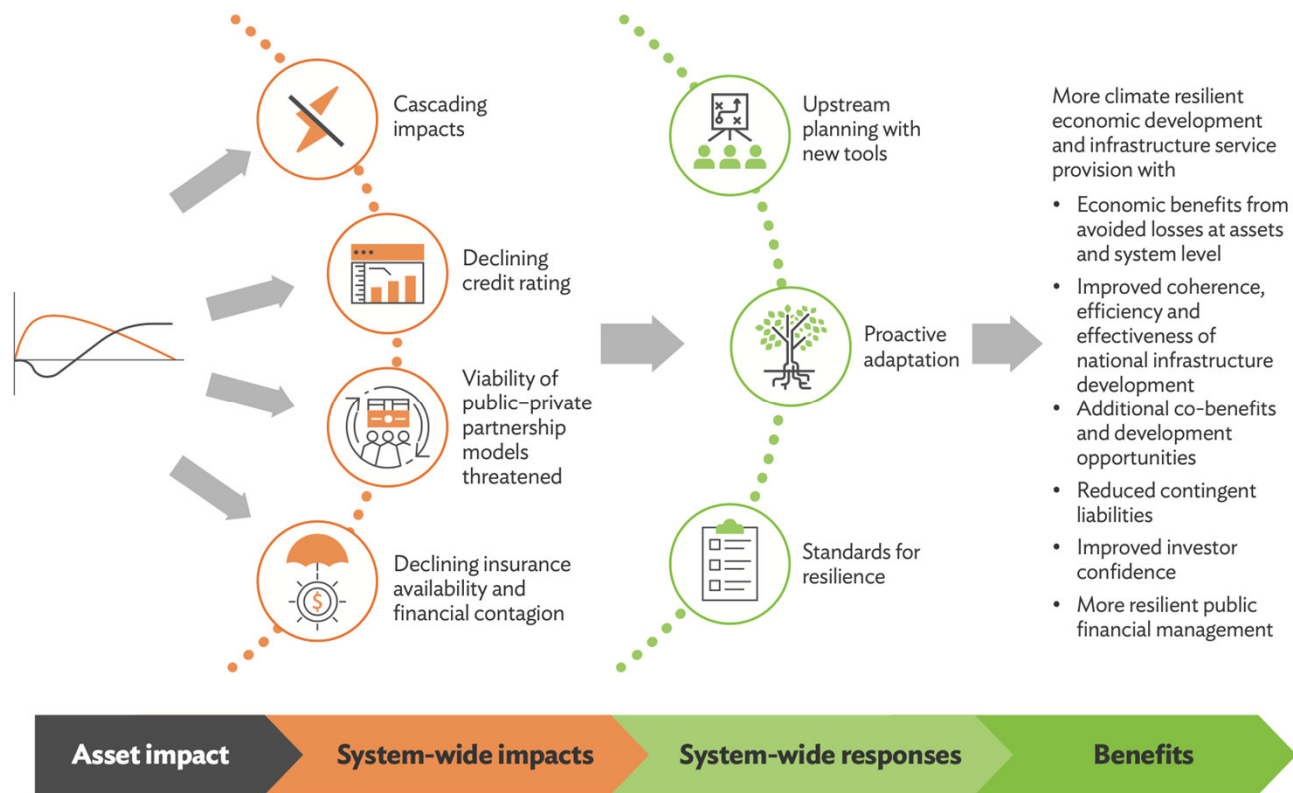 Cascading
impacts
Declining
credit rating
Viability of
public–private
partnership
models
threatened
Declining insurance
availability and
financial contagion
$
Upstream
planning with
new tools
Proactive
adaptation
Standards for
resilience
More climate resilient
economic development
and infrastructure service
provision with
• Economic benefits from
avoided losses at assets
and system level
• Improved coherence,
efficiency and
effectiveness of
national infrastructure
development
• Additional co-benefits
and development
opportunities
• Reduced contingent
liabilities
• Improved investor
confidence
• More resilient public
financial management
Asset impact
System-wide impacts
System-wide responses
Benefits